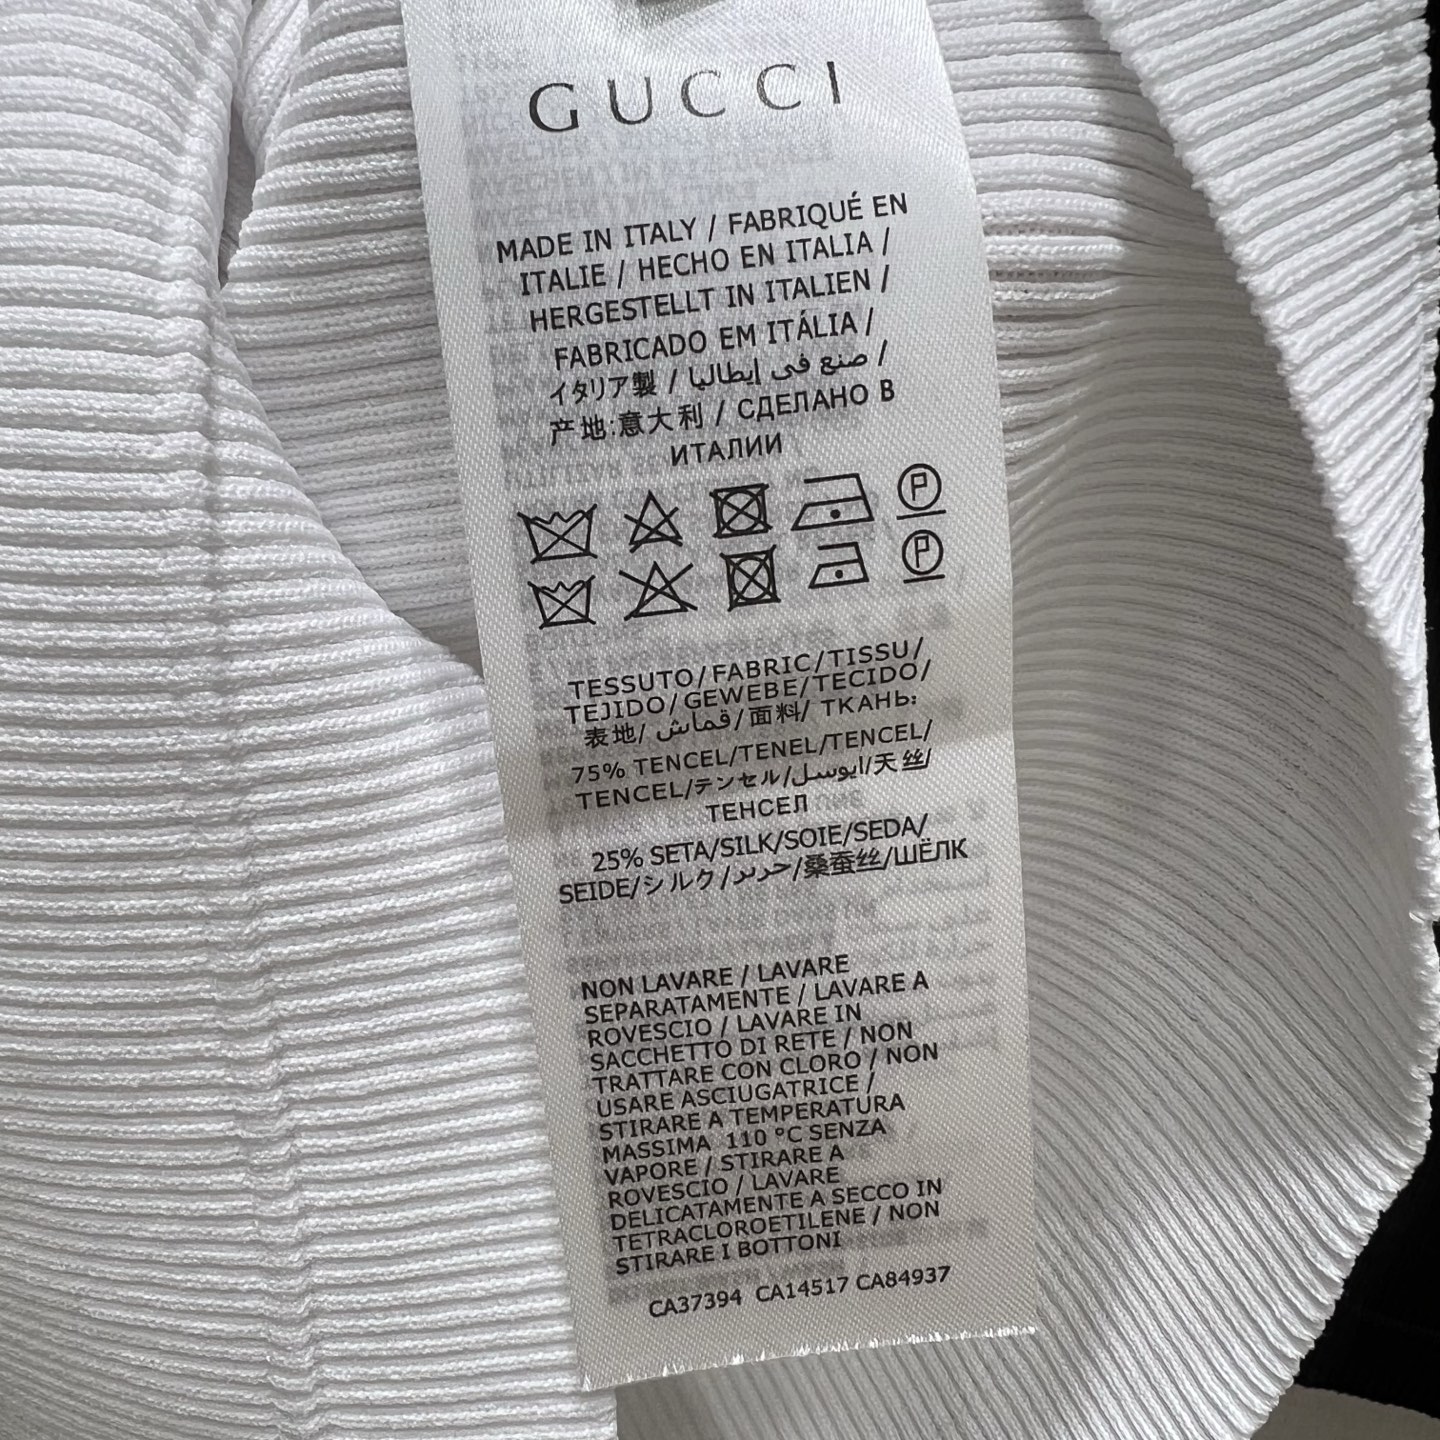 GUCCI
MADE IN ITALY / FABRIQUÉ EN
ITALIE / HECHO EN ITALIA /
HERGESTELLT IN ITALIEN /
FABRICADO EM ITÁLIA /
イタリア製 / صنع في إيطاليا /
产地:意大利 / СДЕЛАНО В
ИТАЛИИ
P
P
TESSUTO/FABRIC/TISSU/
TEJIDO/GEWEBE/TECIDO/
表地/قماش/面料/ ТКАНЬ:
75% TENCEL/TENEL/TENCEL/
TENCEL/テンセル/ايوسل/天丝/
ТЕНСЕЛ
25% SETA/SILK/SOIE/SEDA/
SEIDE/シルク/حرير/桑蚕丝/ШЁЛК
NON LAVARE / LAVARE
SEPARATAMENTE / LAVARE A
ROVESCIO / LAVARE IN
SACCHETTO DI RETE / NON
TRATTARE CON CLORO / NON
USARE ASCIUGATRICE /
STIRARE A TEMPERATURA
MASSIMA 110 °C SENZA
VAPORE / STIRARE A
ROVESCIO / LAVARE
DELICATAMENTE A SECCO IN
TETRACLOROETILENE / NON
STIRARE I BOTTONI
CA37394 CA14517 CA84937